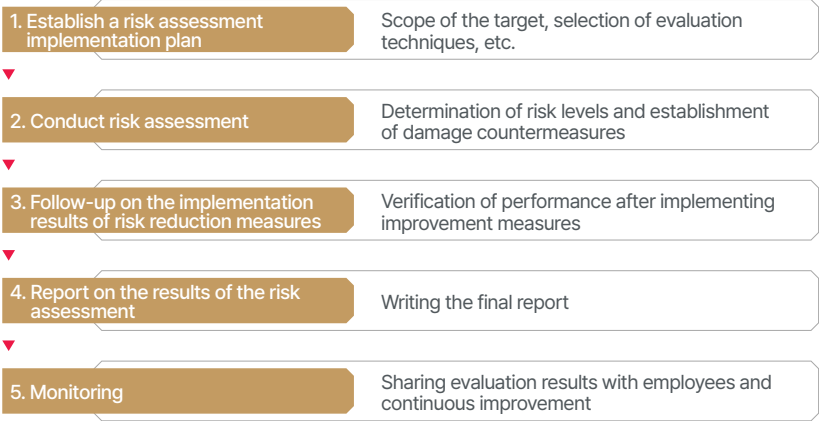 1. Establish a risk assessment
implementation plan
Scope of the target, selection of evaluation
techniques, etc.
2. Conduct risk assessment
Determination of risk levels and establishment
of damage countermeasures
3. Follow-up on the implementation
results of risk reduction measures
Verification of performance after implementing
improvement measures
4. Report on the results of the risk
assessment
Writing the final report
5. Monitoring
Sharing evaluation results with employees and
continuous improvement